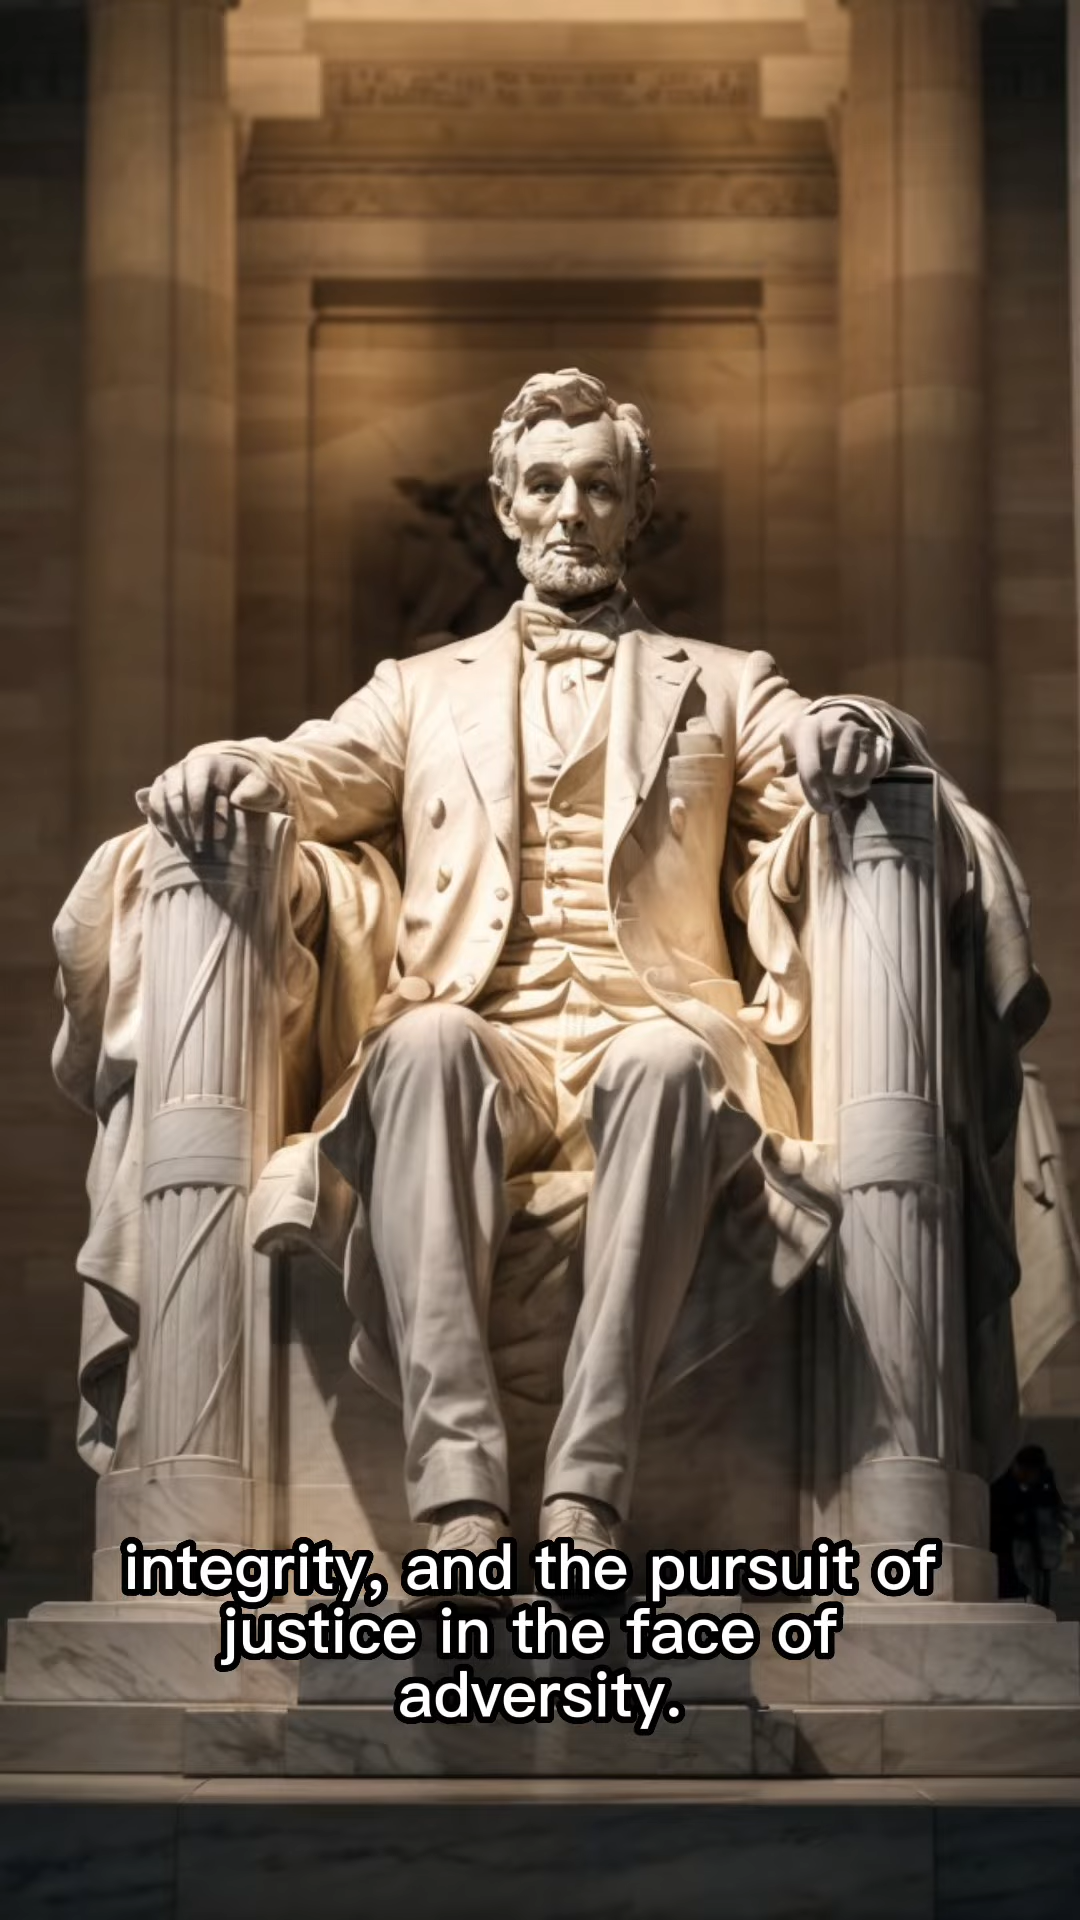 integrity, and the pursuit of
justice in the face of
adversity.